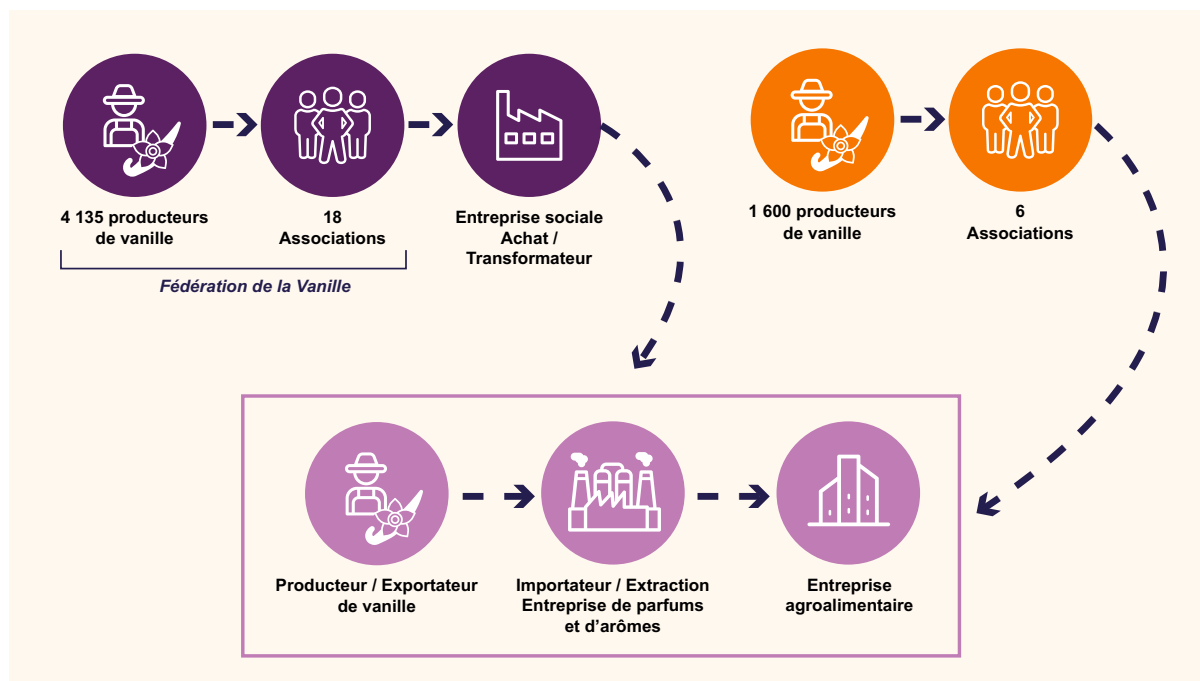 4 135 producteurs
de vanille
18
Associations
Entreprise sociale
Achat /
Transformateur
Fédération de la Vanille
1 600 producteurs
de vanille
6
Associations
Producteur / Exportateur
de vanille
Importateur / Extraction
Entreprise de parfums
et d’arômes
Entreprise
agroalimentaire